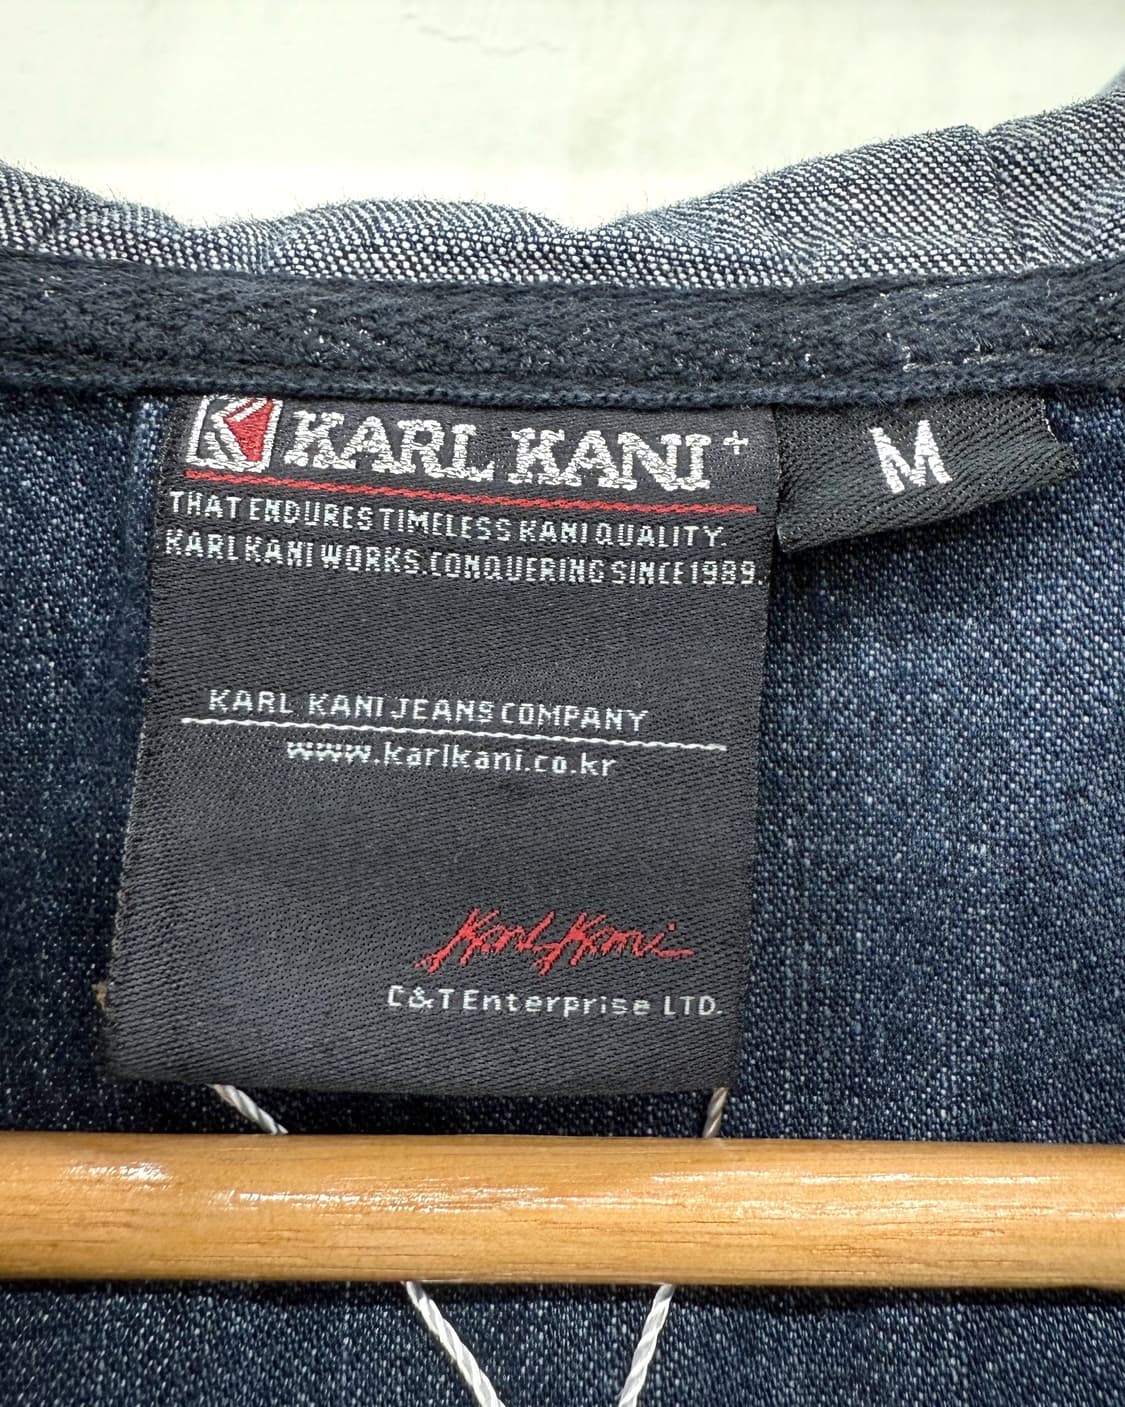 KARL KANI+
M
THAT ENDURES TIMELESS KANI QUALITY.
KARL KANI WORKS. CONQUERING SINCE 1989.
KARL KANI JEANS COMPANY
www.karlkani.co.kr
Karl Kani
C&T Enterprise LTD.